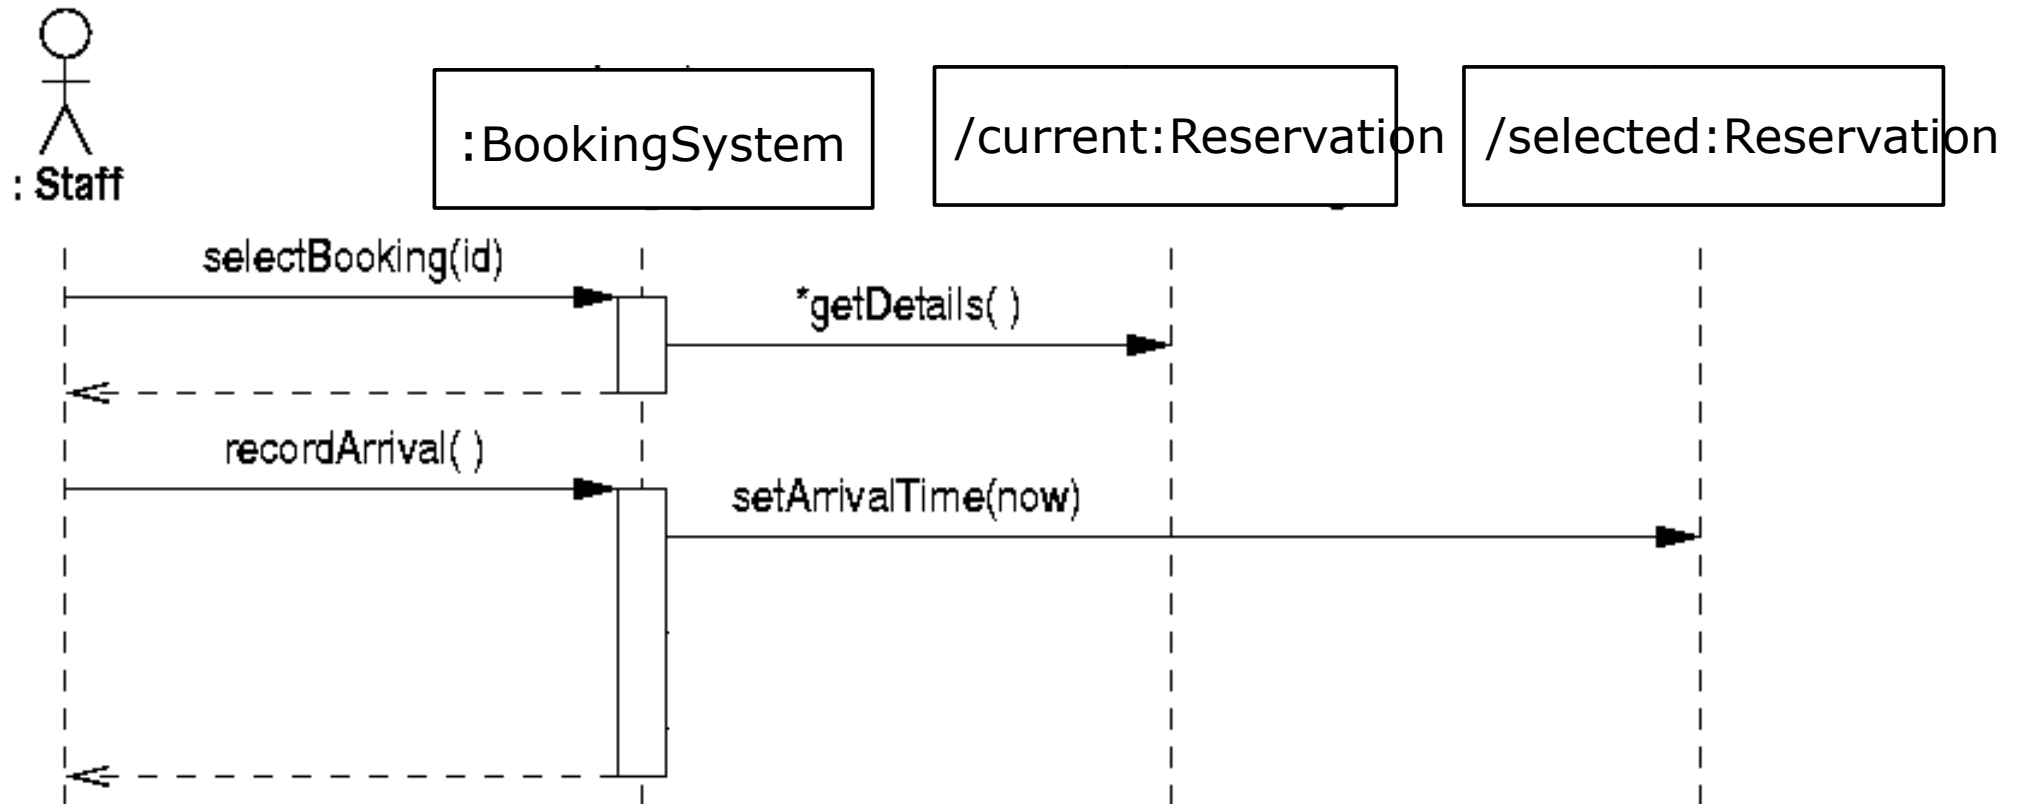 :BookingSystem
/current:Reservation
/selected:Reservation
: Staff
selectBooking(id)
*getDetails( )
recordArrival( )
setArrivalTime(now)